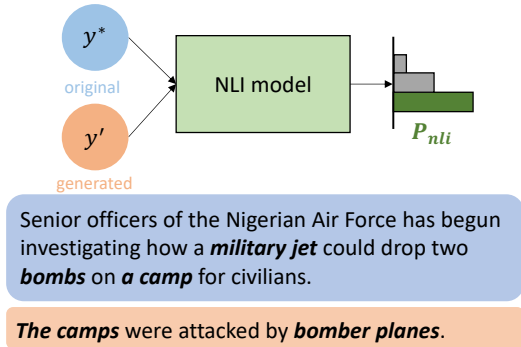 y*
original
NLI model
P_nli
y′
generated
Senior officers of the Nigerian Air Force has begun
investigating how a military jet could drop two
bombs on a camp for civilians.
The camps were attacked by bomber planes.